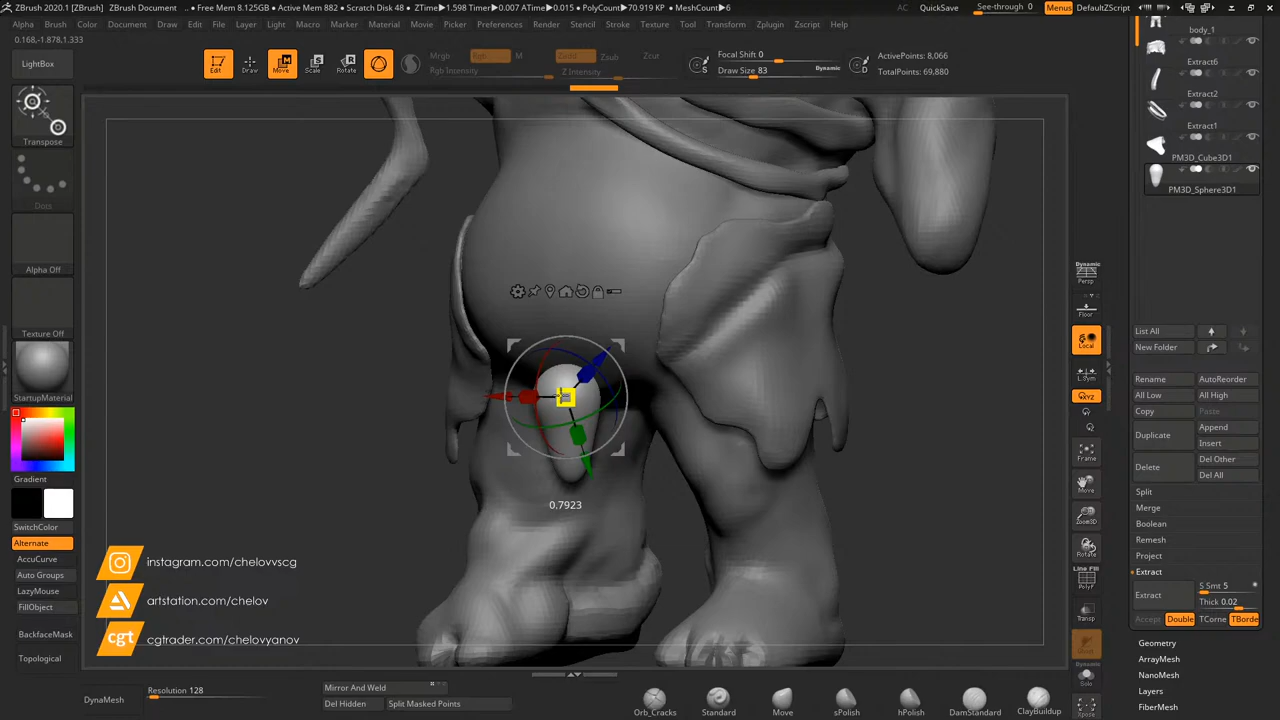 ZBrush 2020.1 [ZBrush] ZBrush Document .. • Free Mem 8.125GB • Active Mem 882 • Scratch Disk 48 • ZTime▶1.598 Timer▶0.007 ATime▶0.015 • PolyCount▶70.919 KP • MeshCount▶6 AC QuickSave See-through 0 Menus DefaultZScript
Alpha Brush Color Document Draw Edit File Layer Light Macro Marker Material Movie Picker Preferences Render Stencil Stroke Texture Tool Transform Zplugin Zscript Help
0.168,-1.878,1.333
LightBox Edit Draw Move Scale Rotate
Mrgb Rgb M Zadd Zsub Zcut
Rgb Intensity Z Intensity
Focal Shift 0
Draw Size 83 Dynamic
ActivePoints: 8,066
TotalPoints: 69,880
Transpose
Dots
Alpha Off
Texture Off
StartupMaterial
Gradient
SwitchColor
Alternate
AccuCurve
Auto Groups
LazyMouse
FillObject
BackfaceMask
Topological
0.7923
instagram.com/chelovvscg
artstation.com/chelov
cgtrader.com/chelovyanov
Dynamic
Persp
Floor
Local
L.Sym
Qxyz
Frame
Move
Zoom3D
Rotate
Line Fill
PolyF
Transp
Ghost
Dynamic
Solo
Xpose
body_1
Extract6
Extract2
Extract1
PM3D_Cube3D1
PM3D_Sphere3D1
List All
New Folder
Rename AutoReorder
All Low All High
Copy Paste
Duplicate Append
Insert
Delete Del Other
Del All
Split
Merge
Boolean
Remesh
Project
Extract
Extract S Smt 5
Thick 0.02
Accept Double TCorne TBorde
Geometry
ArrayMesh
NanoMesh
Layers
FiberMesh
DynaMesh Resolution 128
Mirror And Weld
Del Hidden Split Masked Points
Orb_Cracks Standard Move sPolish hPolish DamStandard ClayBuildup